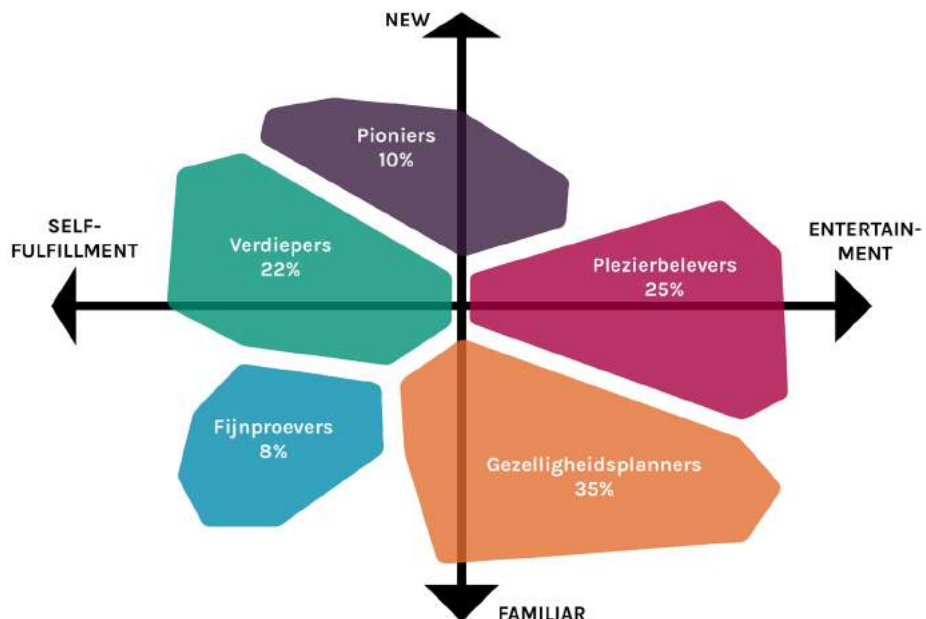 NEW
Pioniers
10%
SELF-
FULFILLMENT
Verdiepers
22%
Plezierbelevers
25%
ENTERTAIN-
MENT
Fijnproevers
8%
Gezelligheidsplanners
35%
FAMILIAR